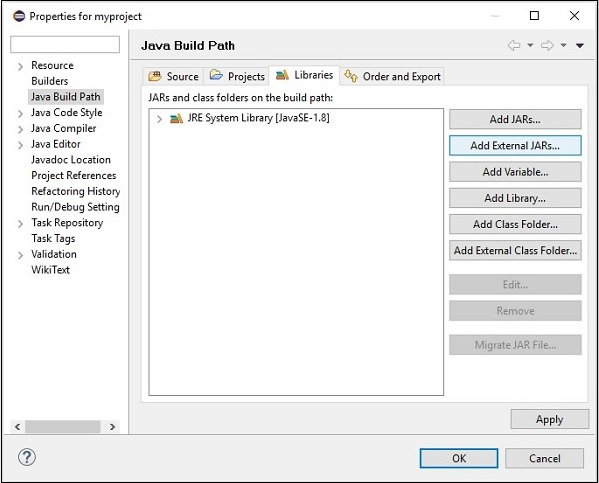 Properties for myproject
Java Build Path
Resource
Builders
Java Build Path
Java Code Style
Java Compiler
Java Editor
Javadoc Location
Project References
Refactoring History
Run/Debug Setting
Task Repository
Task Tags
Validation
WikiText
Source Projects Libraries Order and Export
JARs and class folders on the build path:
JRE System Library [JavaSE-1.8]
Add JARs...
Add External JARs...
Add Variable...
Add Library...
Add Class Folder...
Add External Class Folder...
Edit...
Remove
Migrate JAR File...
Apply
?
OK Cancel